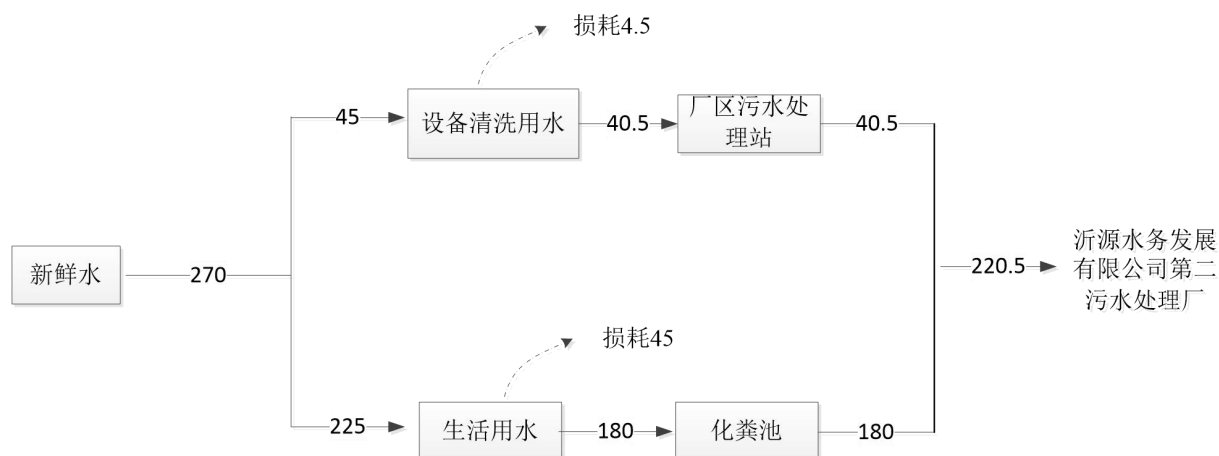 损耗4.5
45
设备清洗用水
40.5
厂区污水处
理站
40.5
新鲜水
270
220.5
沂源水务发展
有限公司第二
污水处理厂
损耗45
225
生活用水
180
化粪池
180